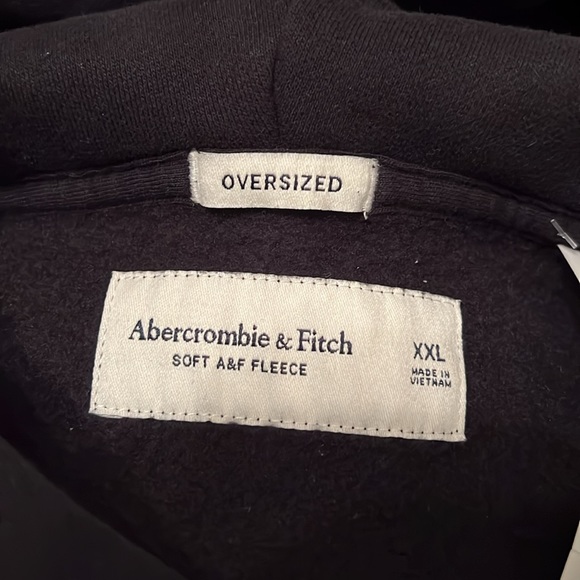 OVERSIZED
Abercrombie & Fitch
SOFT A&F FLEECE
XXL
MADE IN
VIETNAM